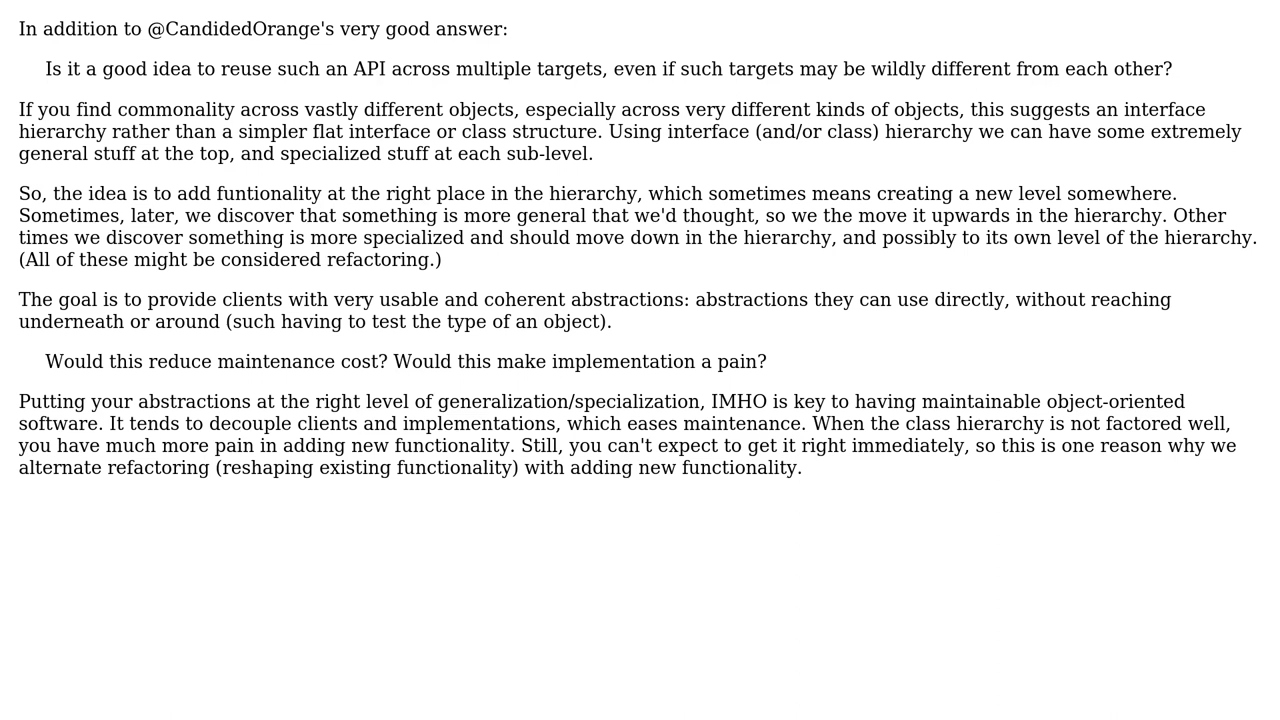 In addition to @CandidedOrange's very good answer:
Is it a good idea to reuse such an API across multiple targets, even if such targets may be wildly different from each other?
If you find commonality across vastly different objects, especially across very different kinds of objects, this suggests an interface
hierarchy rather than a simpler flat interface or class structure. Using interface (and/or class) hierarchy we can have some extremely
general stuff at the top, and specialized stuff at each sub-level.
So, the idea is to add funtionality at the right place in the hierarchy, which sometimes means creating a new level somewhere.
Sometimes, later, we discover that something is more general that we'd thought, so we the move it upwards in the hierarchy. Other
times we discover something is more specialized and should move down in the hierarchy, and possibly to its own level of the hierarchy.
(All of these might be considered refactoring.)
The goal is to provide clients with very usable and coherent abstractions: abstractions they can use directly, without reaching
underneath or around (such having to test the type of an object).
Would this reduce maintenance cost? Would this make implementation a pain?
Putting your abstractions at the right level of generalization/specialization, IMHO is key to having maintainable object-oriented
software. It tends to decouple clients and implementations, which eases maintenance. When the class hierarchy is not factored well,
you have much more pain in adding new functionality. Still, you can't expect to get it right immediately, so this is one reason why we
alternate refactoring (reshaping existing functionality) with adding new functionality.